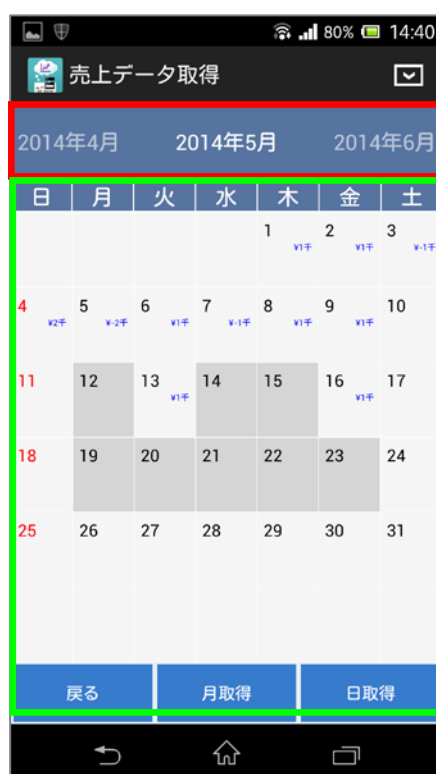 80% 14:40
売上データ取得
2014年4月 2014年5月 2014年6月
日 月 火 水 木 金 土
1 ¥1千 2 ¥1千 3 ¥-1千
4 ¥2千 5 ¥-2千 6 ¥1千 7 ¥-1千 8 ¥1千 9 ¥1千 10
11 12 13 ¥1千 14 15 16 ¥1千 17
18 19 20 21 22 23 24
25 26 27 28 29 30 31
戻る 月取得 日取得